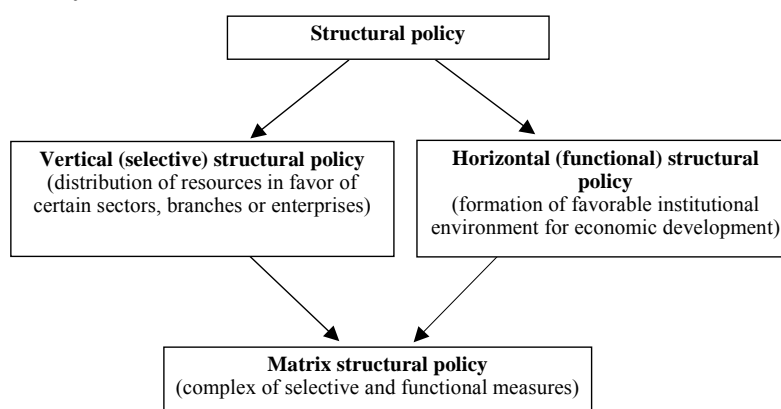 Structural policy
Vertical (selective) structural policy
(distribution of resources in favor of
certain sectors, branches or enterprises)
Horizontal (functional) structural
policy
(formation of favorable institutional
environment for economic development)
Matrix structural policy
(complex of selective and functional measures)